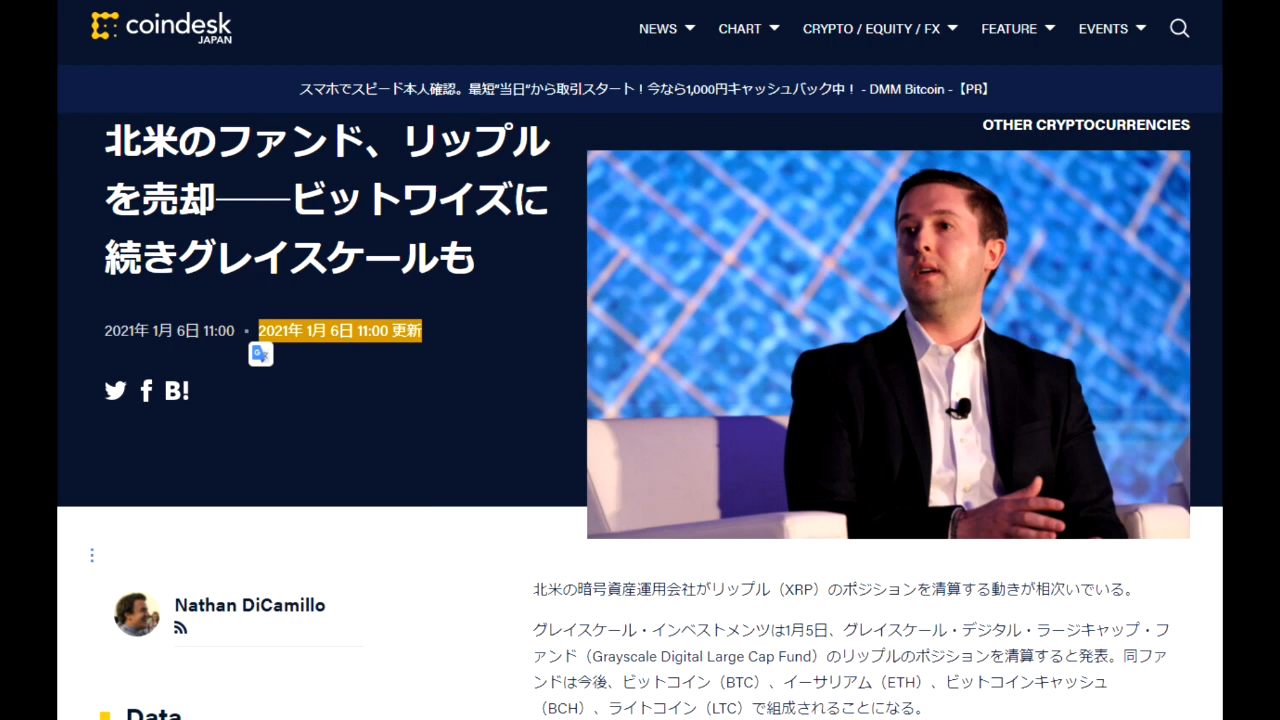 coindesk
JAPAN
NEWS
CHART
CRYPTO / EQUITY / FX
FEATURE
EVENTS
スマホでスピード本人確認。最短"当日"から取引スタート！今なら1,000円キャッシュバック中！ - DMM Bitcoin -【PR】
OTHER CRYPTOCURRENCIES
北米のファンド、リップル
を売却──ビットワイズに
続きグレイスケールも
2021年 1月 6日 11:00 ▪ 2021年 1月 6日 11:00 更新
B!
Nathan DiCamillo
Data
北米の暗号資産運用会社がリップル（XRP）のポジションを清算する動きが相次いでいる。
グレイスケール・インベストメンツは1月5日、グレイスケール・デジタル・ラージキャップ・フ
ァンド（Grayscale Digital Large Cap Fund）のリップルのポジションを清算すると発表。同ファ
ンドは今後、ビットコイン（BTC）、イーサリアム（ETH）、ビットコインキャッシュ
（BCH）、ライトコイン（LTC）で組成されることになる。